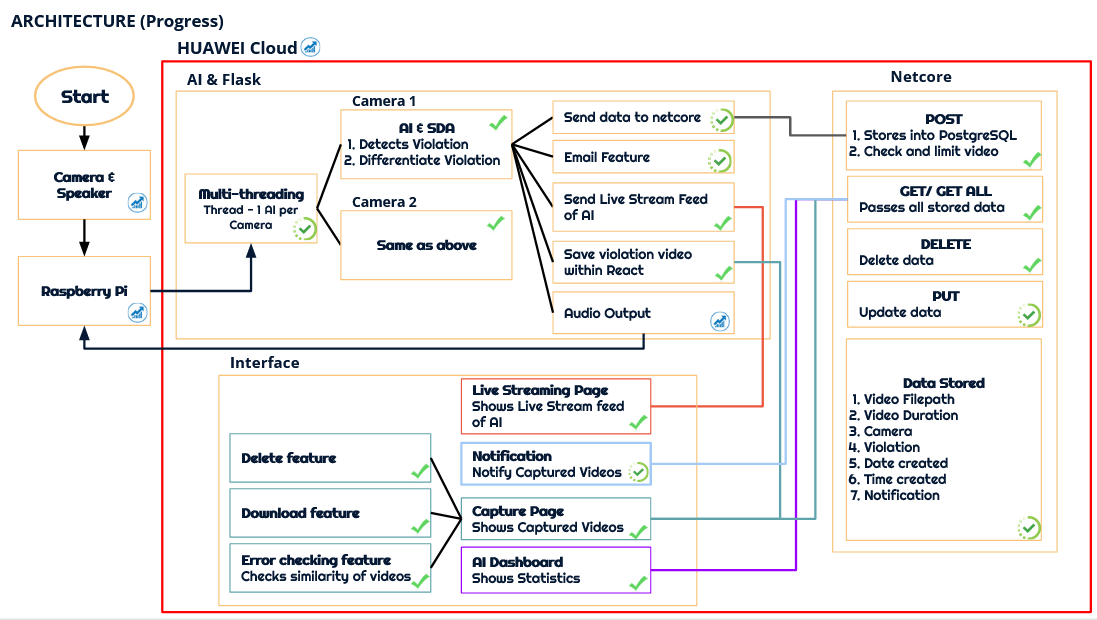 ARCHITECTURE (Progress)
HUAWEI Cloud
Start
Camera &
Speaker
Raspberry Pi
AI & Flask
Multi-threading
Thread - 1 AI per
Camera
Camera 1
AI & SDA
1. Detects Violation
2. Differentiate Violation
Camera 2
Same as above
Send data to netcore
Email Feature
Send Live Stream Feed
of AI
Save violation video
within React
Audio Output
Netcore
POST
1. Stores into PostgreSQL
2. Check and limit video
GET/ GET ALL
Passes all stored data
DELETE
Delete data
PUT
Update data
Data Stored
1. Video Filepath
2. Video Duration
3. Camera
4. Violation
5. Date created
6. Time created
7. Notification
Interface
Delete feature
Download feature
Error checking feature
Checks similarity of videos
Live Streaming Page
Shows Live Stream feed
of AI
Notification
Notify Captured Videos
Capture Page
Shows Captured Videos
AI Dashboard
Shows Statistics